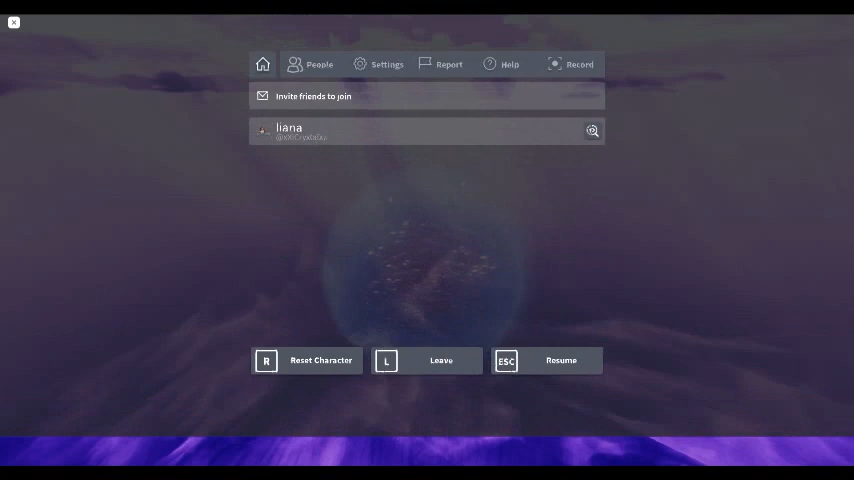 People Settings Report Help Record
Invite friends to join
liana
R Reset Character L Leave ESC Resume